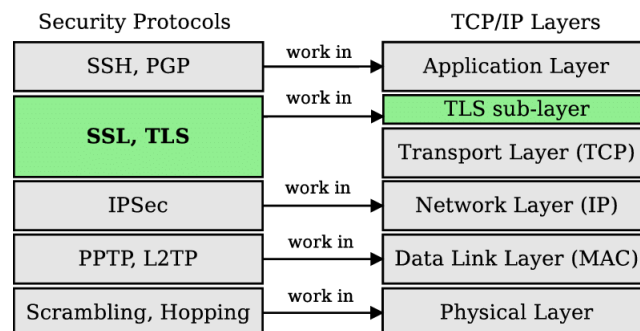 Security Protocols
TCP/IP Layers
SSH, PGP
work in
Application Layer
SSL, TLS
work in
TLS sub-layer
Transport Layer (TCP)
IPSec
work in
Network Layer (IP)
PPTP, L2TP
work in
Data Link Layer (MAC)
Scrambling, Hopping
work in
Physical Layer